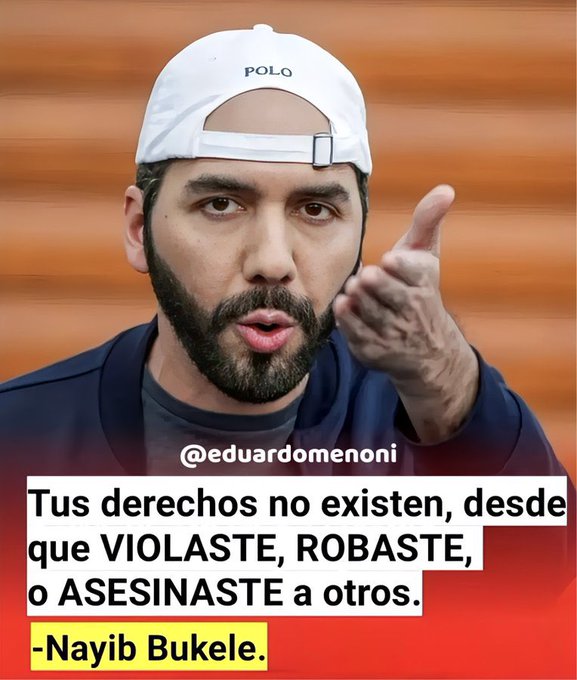 POLO
@eduardomenoni
Tus derechos no existen, desde
que VIOLASTE, ROBASTE,
o ASESINASTE a otros.
-Nayib Bukele.